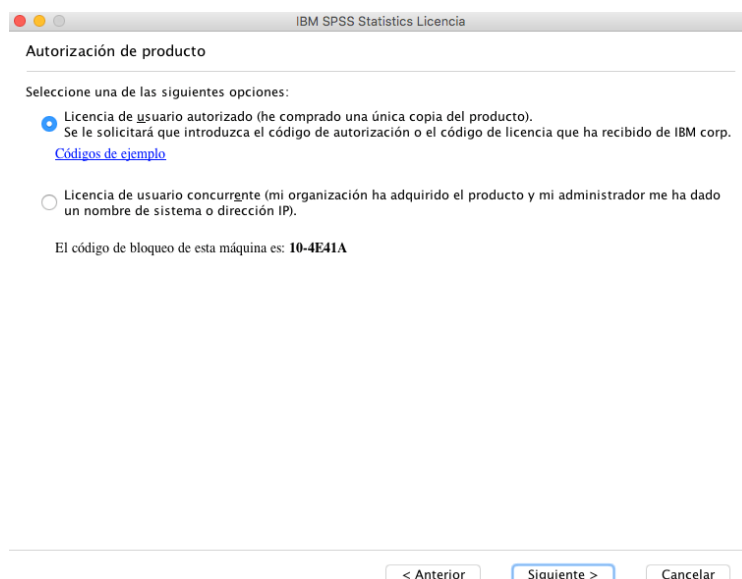 IBM SPSS Statistics Licencia
Autorización de producto
Seleccione una de las siguientes opciones:
Licencia de usuario autorizado (he comprado una única copia del producto).
Se le solicitará que introduzca el código de autorización o el código de licencia que ha recibido de IBM corp.
Códigos de ejemplo
Licencia de usuario concurrente (mi organización ha adquirido el producto y mi administrador me ha dado
un nombre de sistema o dirección IP).
El código de bloqueo de esta máquina es: 10-4E41A
< Anterior Siguiente > Cancelar